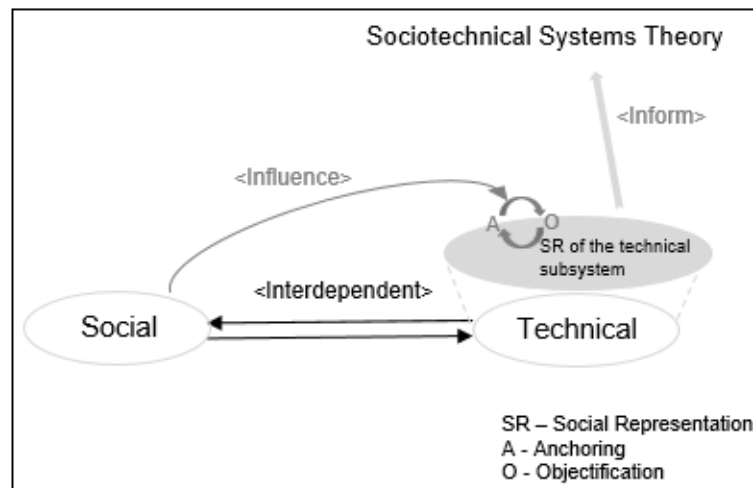 Sociotechnical Systems Theory
<Inform>
<Influence>
A
O
SR of the technical
subsystem
<Interdependent>
Social
Technical
SR – Social Representation
A - Anchoring
O - Objectification